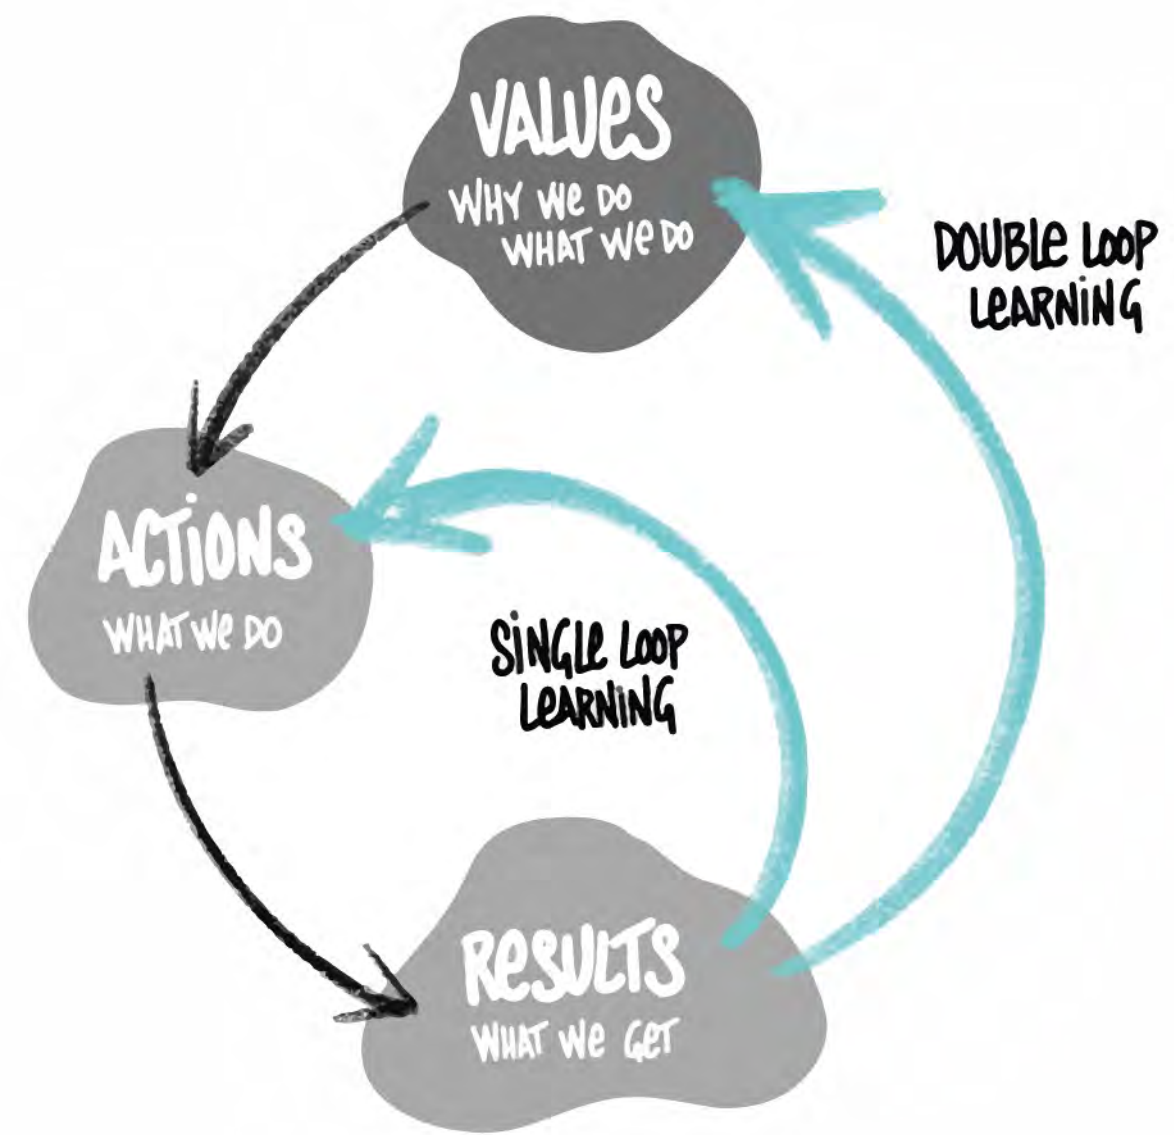 VALUES
WHY WE DO
WHAT WE DO
DOUBLE LOOP
LEARNING
ACTIONS
WHAT WE DO
SINGLE LOOP
LEARNING
RESULTS
WHAT WE GET